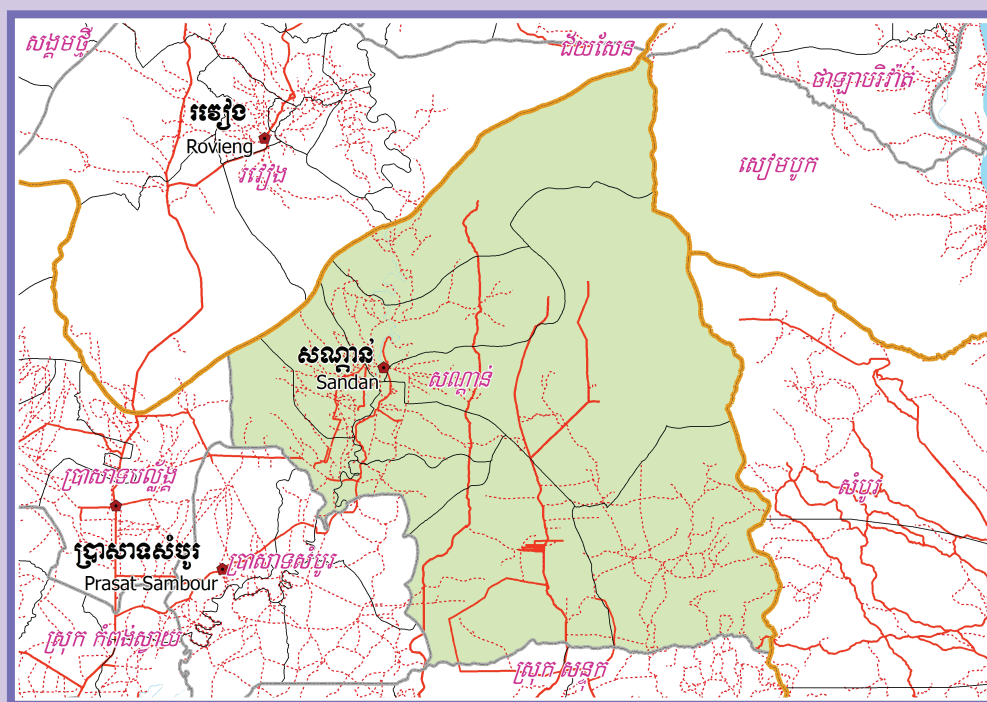 សង្គមថ្មី
ជ័យសែន
ថាឡាបរិវ៉ាត់
រវៀង
Rovieng
រវៀង
សៀមបូក
សណ្តាន់
Sandan
សណ្តាន់
ប្រាសាទបល្ល័ង្គ
សំបូរ
ប្រាសាទសំបូរ
Prasat Sambour
ប្រាសាទសំបូរ
ស្រុក កំពង់ស្វាយ
ស្រុក សន្ទុក